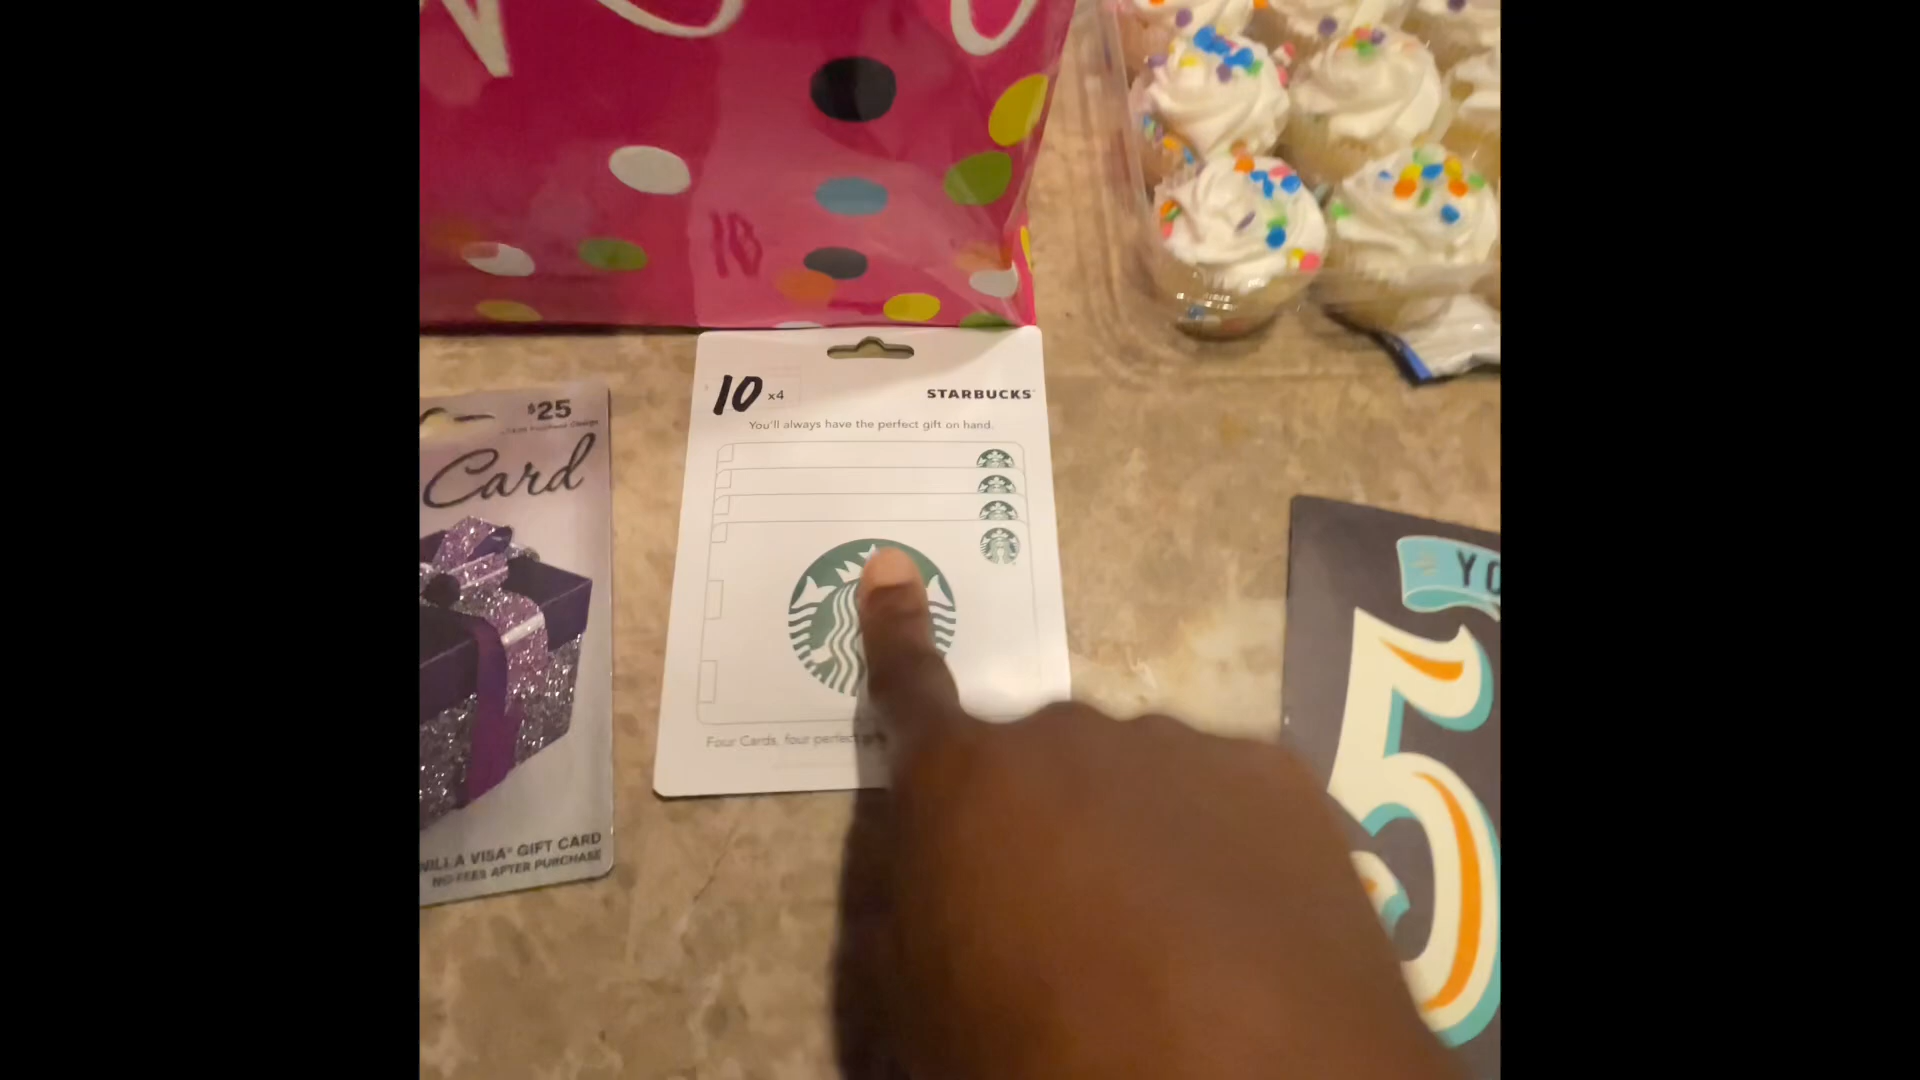 10 x4
STARBUCKS
You'll always have the perfect gift on hand.
Four Cards, four perfect
$25
Card
VISA® GIFT CARD
NO FEES AFTER PURCHASE
YO
5